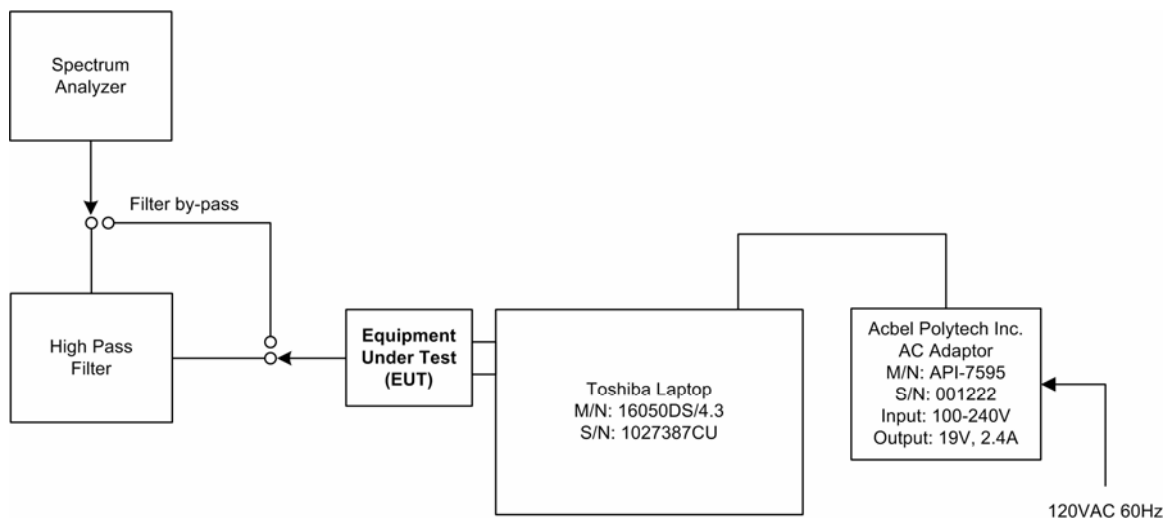 Spectrum
Analyzer
Filter by-pass
High Pass
Filter
Equipment
Under Test
(EUT)
Toshiba Laptop
M/N: 16050DS/4.3
S/N: 1027387CU
Acbel Polytech Inc.
AC Adaptor
M/N: API-7595
S/N: 001222
Input: 100-240V
Output: 19V, 2.4A
120VAC 60Hz